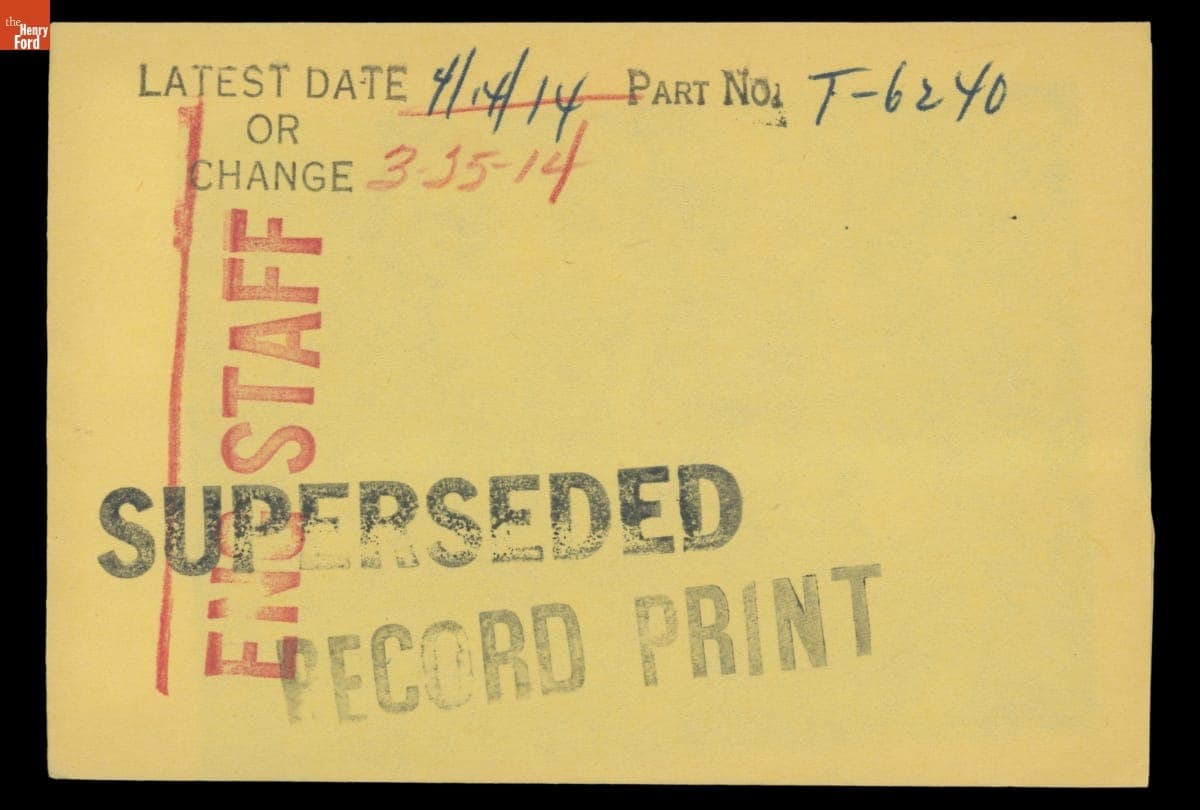 the
Henry
Ford
LATEST DATE 4/14/14 PART NO. T-6240
OR
CHANGE 3-25-14
ENG STAFF
SUPERSEDED
RECORD PRINT